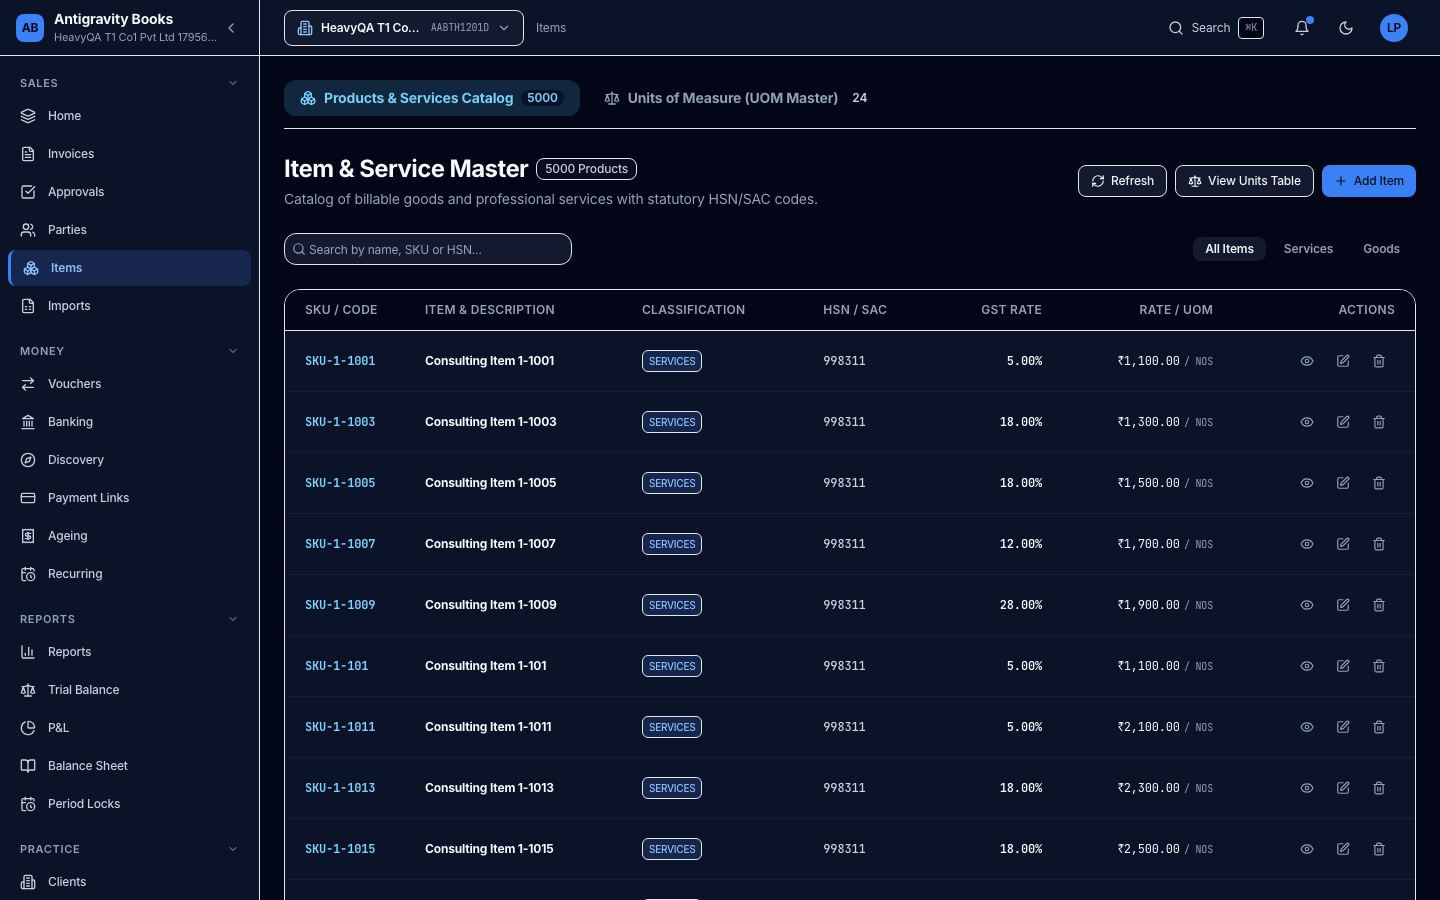 AB
Antigravity Books
HeavyQA T1 Co1 Pvt Ltd 17956...
SALES
Home
Invoices
Approvals
Parties
Items
Imports
MONEY
Vouchers
Banking
Discovery
Payment Links
Ageing
Recurring
REPORTS
Reports
Trial Balance
P&L
Balance Sheet
Period Locks
PRACTICE
Clients
HeavyQA T1 Co... AABTH1201D
Items
Search ⌘K
LP
Products & Services Catalog 5000
Units of Measure (UOM Master) 24
Item & Service Master 5000 Products
Catalog of billable goods and professional services with statutory HSN/SAC codes.
Refresh
View Units Table
Add Item
Search by name, SKU or HSN...
All Items Services Goods
SKU / CODE ITEM & DESCRIPTION CLASSIFICATION HSN / SAC GST RATE RATE / UOM ACTIONS
SKU-1-1001 Consulting Item 1-1001 SERVICES 998311 5.00% ₹1,100.00 / NOS
SKU-1-1003 Consulting Item 1-1003 SERVICES 998311 18.00% ₹1,300.00 / NOS
SKU-1-1005 Consulting Item 1-1005 SERVICES 998311 18.00% ₹1,500.00 / NOS
SKU-1-1007 Consulting Item 1-1007 SERVICES 998311 12.00% ₹1,700.00 / NOS
SKU-1-1009 Consulting Item 1-1009 SERVICES 998311 28.00% ₹1,900.00 / NOS
SKU-1-101 Consulting Item 1-101 SERVICES 998311 5.00% ₹1,100.00 / NOS
SKU-1-1011 Consulting Item 1-1011 SERVICES 998311 5.00% ₹2,100.00 / NOS
SKU-1-1013 Consulting Item 1-1013 SERVICES 998311 18.00% ₹2,300.00 / NOS
SKU-1-1015 Consulting Item 1-1015 SERVICES 998311 18.00% ₹2,500.00 / NOS